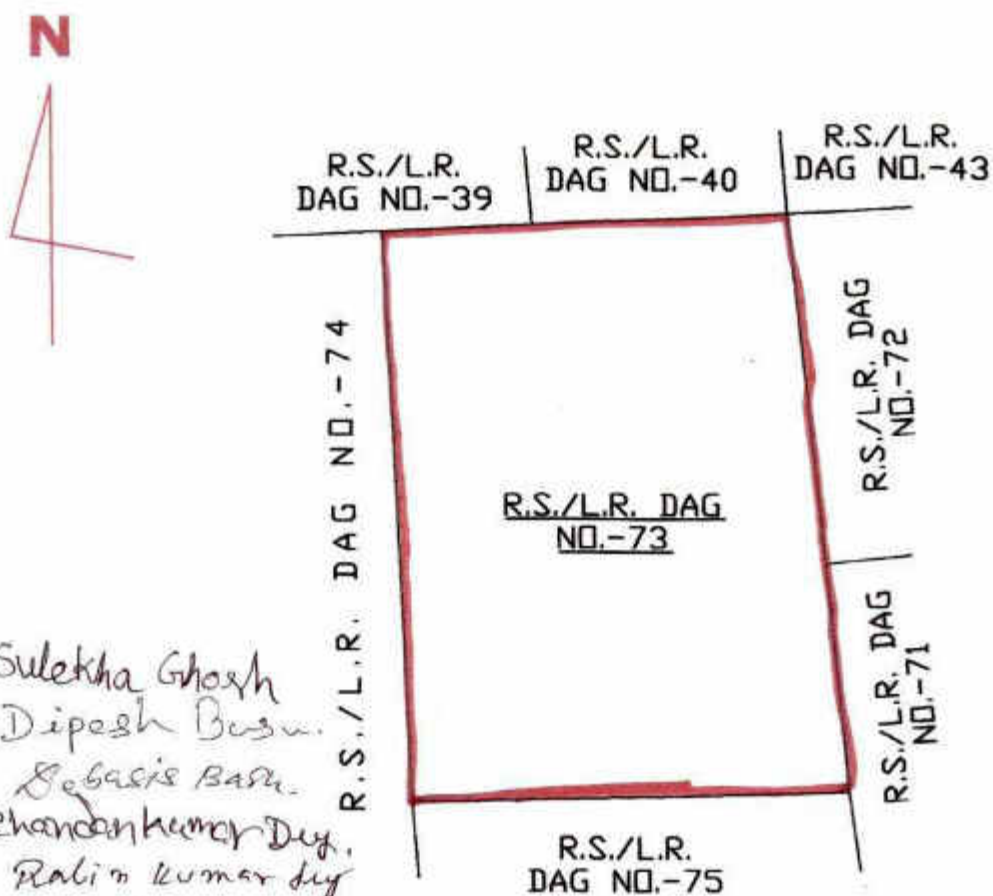 N
R.S./L.R.
DAG NO.-39
R.S./L.R.
DAG NO.-40
R.S./L.R.
DAG NO.-43
R.S./L.R. DAG NO.-74
R.S./L.R. DAG
NO.-72
R.S./L.R. DAG
NO.-73
R.S./L.R. DAG
NO.-71
R.S./L.R.
DAG NO.-75
Sulekha Ghosh
Dipesh Basu.
Debasis Basu.
Chandan kumar Dey.
Rabin kumar dey